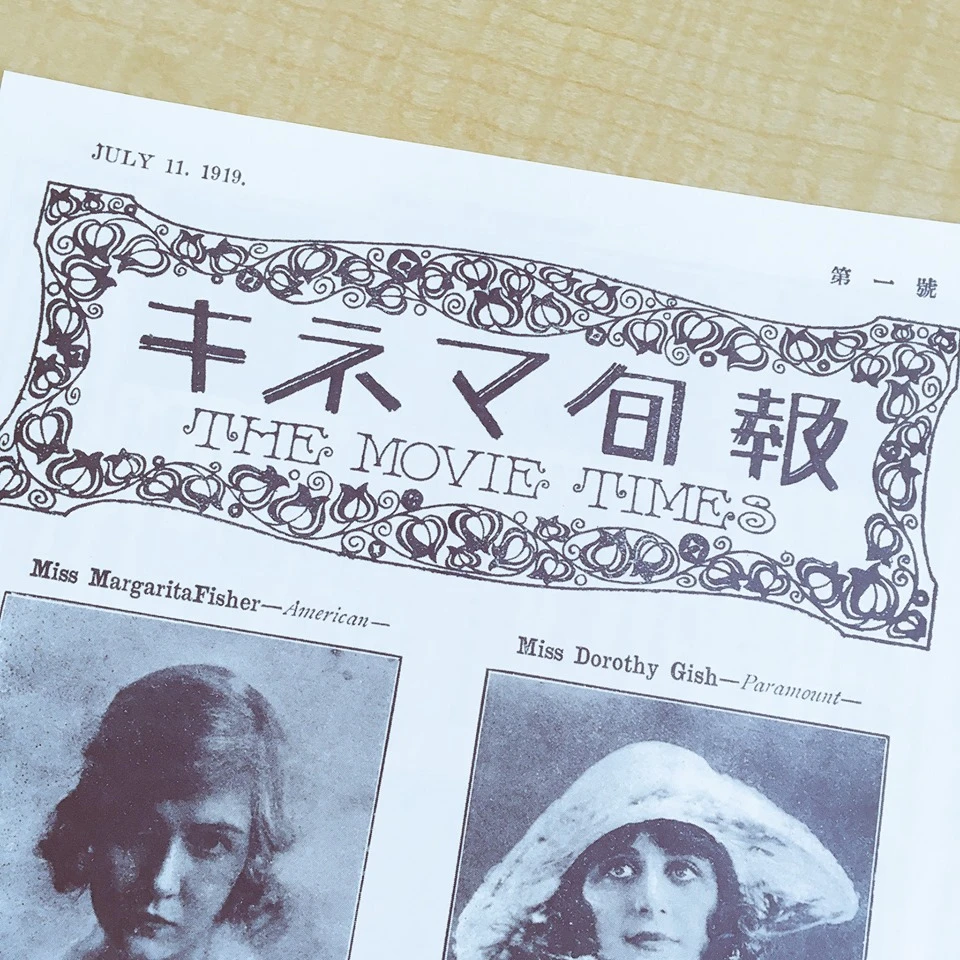 JULY 11. 1919.
第一號
キネマ旬報
THE MOVIE TIMES
Miss MargaritaFisher—American—
Miss Dorothy Gish—Paramount—